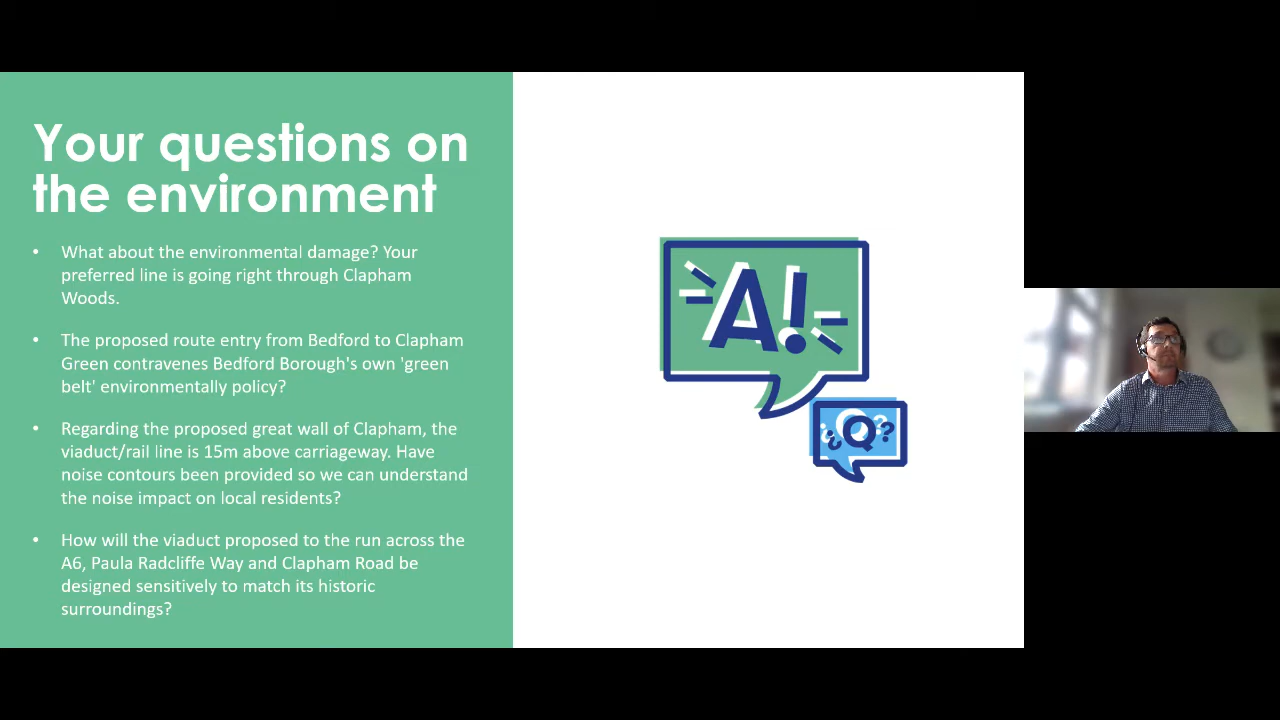 Your questions on
the environment
• What about the environmental damage? Your
preferred line is going right through Clapham
Woods.
• The proposed route entry from Bedford to Clapham
Green contravenes Bedford Borough's own 'green
belt' environmentally policy?
• Regarding the proposed great wall of Clapham, the
viaduct/rail line is 15m above carriageway. Have
noise contours been provided so we can understand
the noise impact on local residents?
• How will the viaduct proposed to the run across the
A6, Paula Radcliffe Way and Clapham Road be
designed sensitively to match its historic
surroundings?
A!
¿Q?